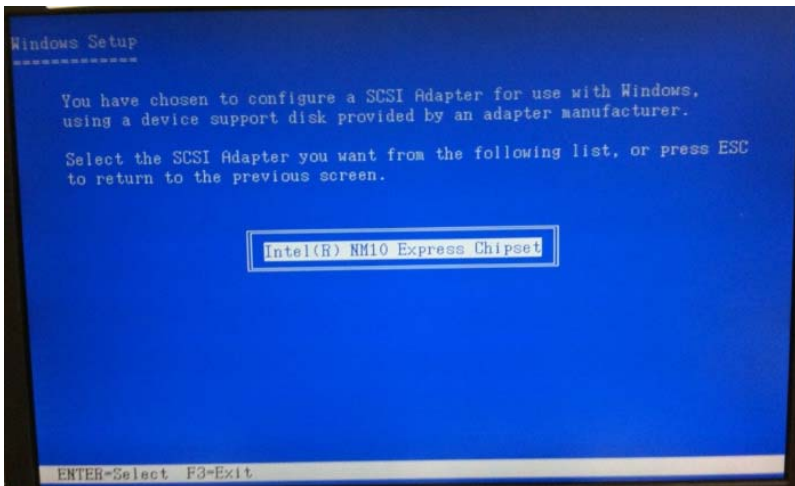 Windows Setup
=============
You have chosen to configure a SCSI Adapter for use with Windows,
using a device support disk provided by an adapter manufacturer.
Select the SCSI Adapter you want from the following list, or press ESC
to return to the previous screen.
Intel(R) NM10 Express Chipset
ENTER=Select F3=Exit